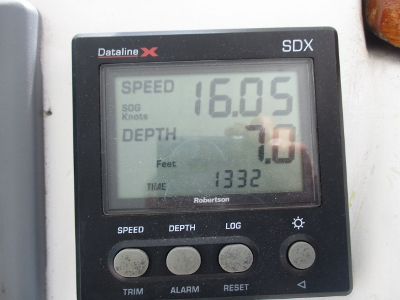 Dataline X SDX
SPEED 16.05
SOG
Knots
DEPTH 7.0
Feet
TIME 1332
Robertson
SPEED DEPTH LOG
TRIM ALARM RESET